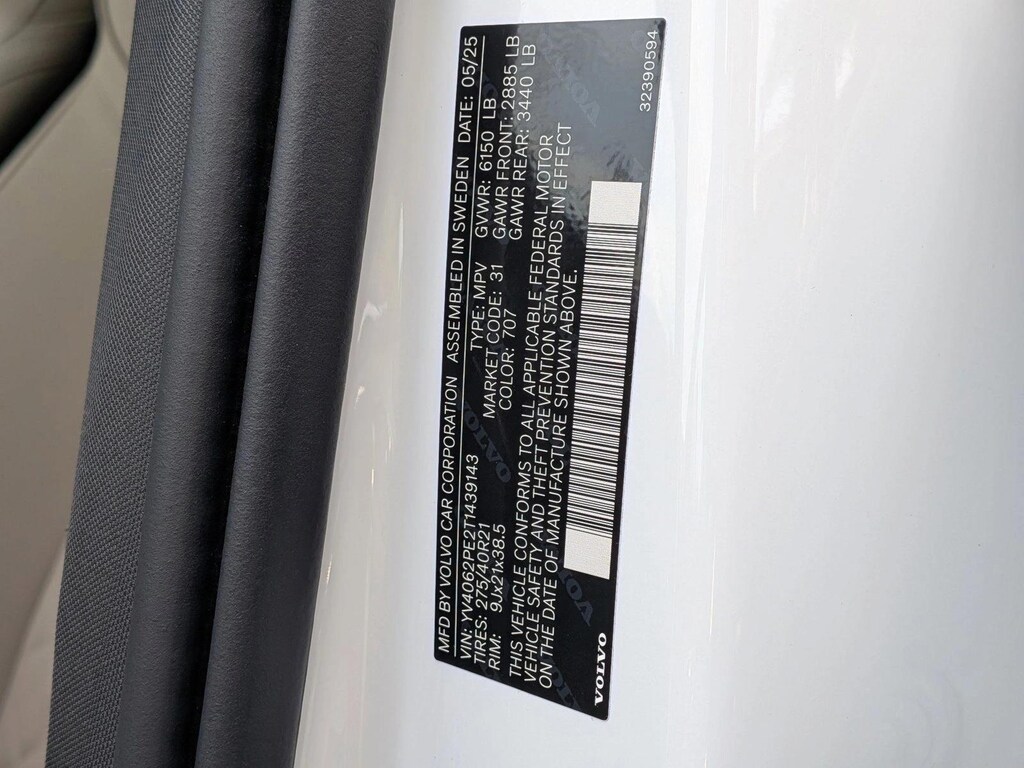 MFD BY VOLVO CAR CORPORATION ASSEMBLED IN SWEDEN DATE: 05/25
VIN: YV4062PE2T1439143 TYPE: MPV GVWR: 6150 LB
TIRES: 275/40R21 MARKET CODE: 31 GAWR FRONT: 2885 LB
RIM: 9Jx21x38.5 COLOR: 707 GAWR REAR: 3440 LB
THIS VEHICLE CONFORMS TO ALL APPLICABLE FEDERAL MOTOR
VEHICLE SAFETY AND THEFT PREVENTION STANDARDS IN EFFECT
ON THE DATE OF MANUFACTURE SHOWN ABOVE.
VOLVO
32390594